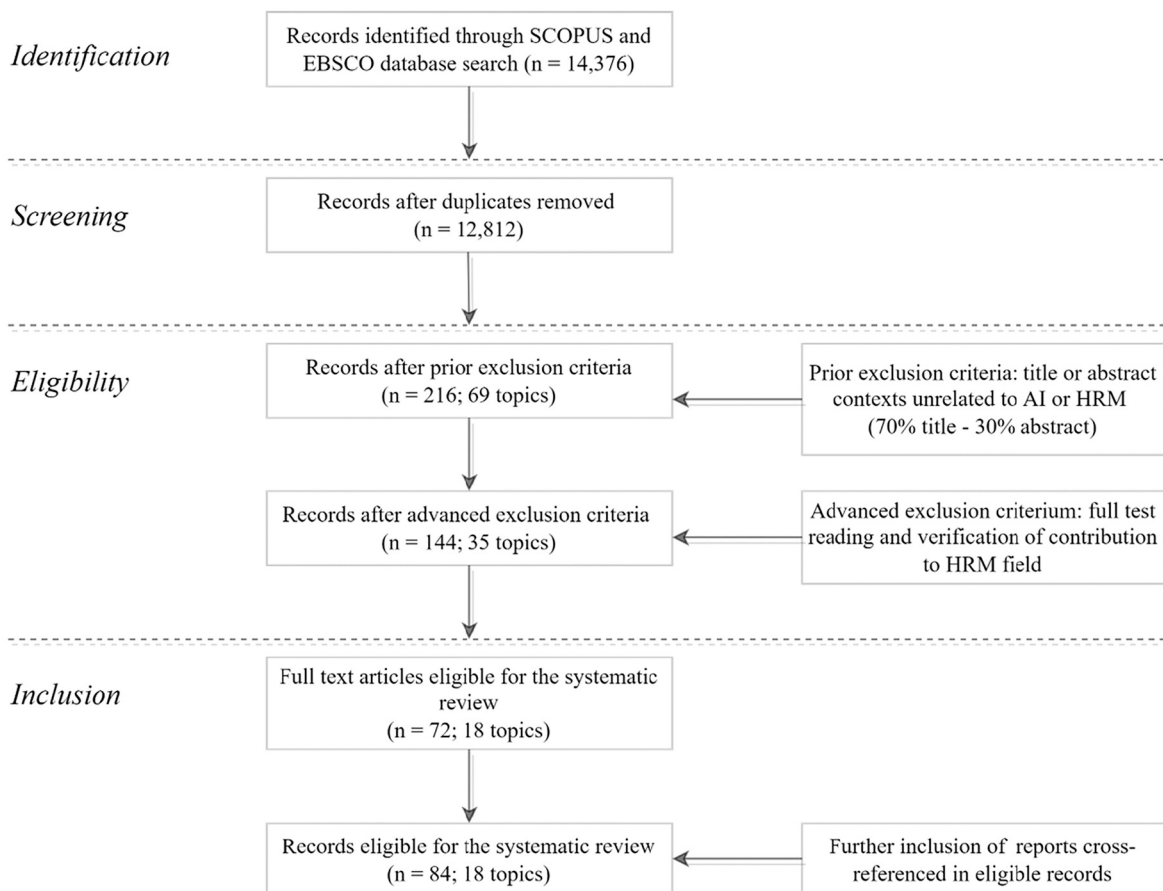 Identification
Records identified through SCOPUS and
EBSCO database search (n = 14,376)
Screening
Records after duplicates removed
(n = 12,812)
Eligibility
Records after prior exclusion criteria
(n = 216; 69 topics)
Prior exclusion criteria: title or abstract
contexts unrelated to AI or HRM
(70% title - 30% abstract)
Records after advanced exclusion criteria
(n = 144; 35 topics)
Advanced exclusion criterium: full test
reading and verification of contribution
to HRM field
Inclusion
Full text articles eligible for the systematic
review
(n = 72; 18 topics)
Records eligible for the systematic review
(n = 84; 18 topics)
Further inclusion of reports cross-
referenced in eligible records